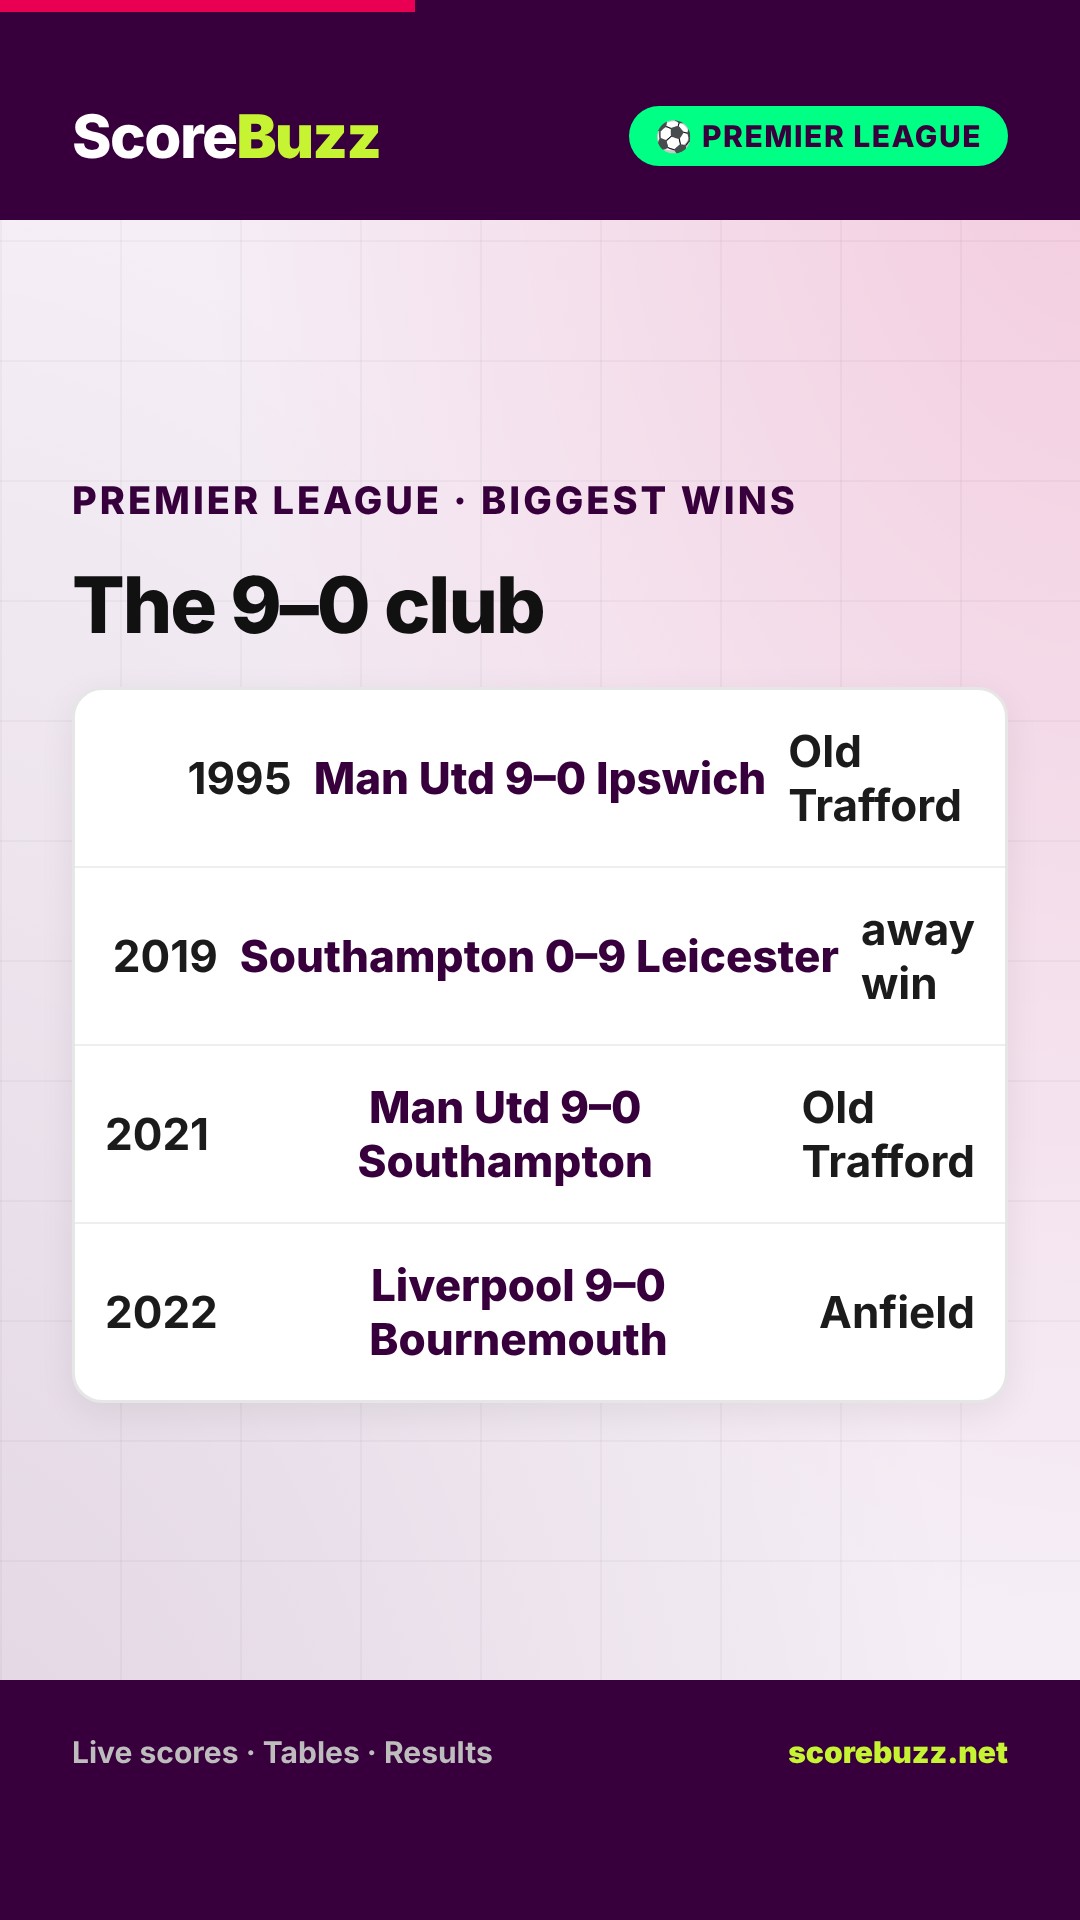 ScoreBuzz
⚽ PREMIER LEAGUE
PREMIER LEAGUE · BIGGEST WINS
The 9–0 club
1995 Man Utd 9–0 Ipswich Old Trafford
2019 Southampton 0–9 Leicester away win
2021 Man Utd 9–0 Southampton Old Trafford
2022 Liverpool 9–0 Bournemouth Anfield
Live scores · Tables · Results
scorebuzz.net